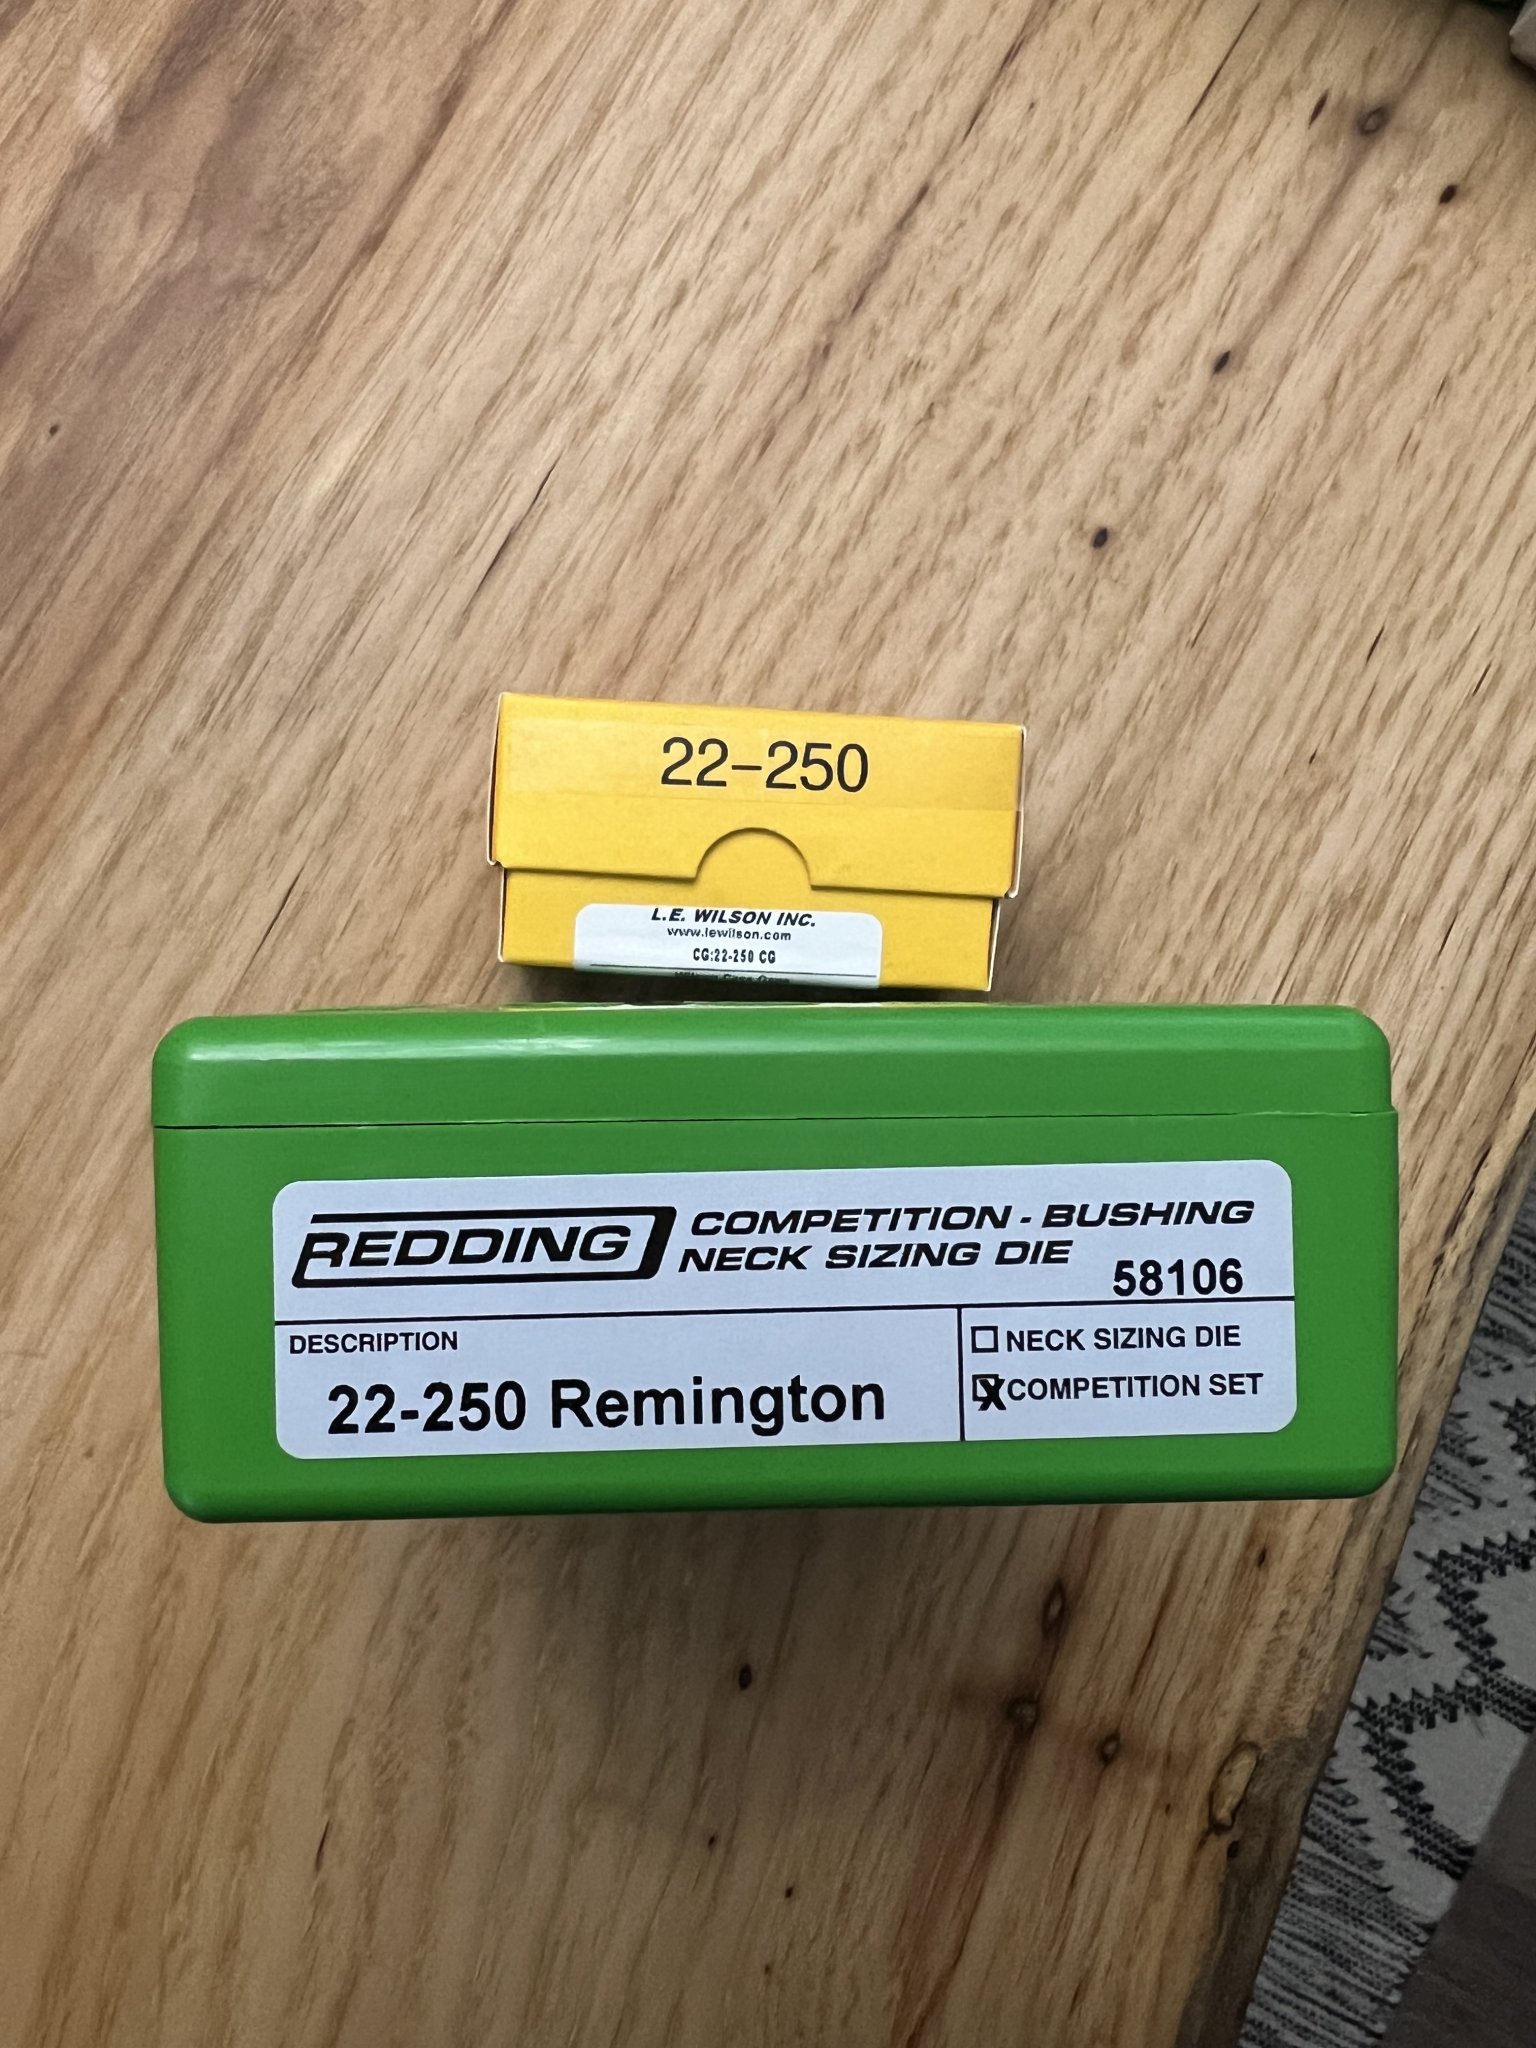 22-250
L.E. WILSON INC.
www.lewilson.com
CG:22-250 CG
REDDING
COMPETITION - BUSHING
NECK SIZING DIE
58106
DESCRIPTION
22-250 Remington
NECK SIZING DIE
X COMPETITION SET